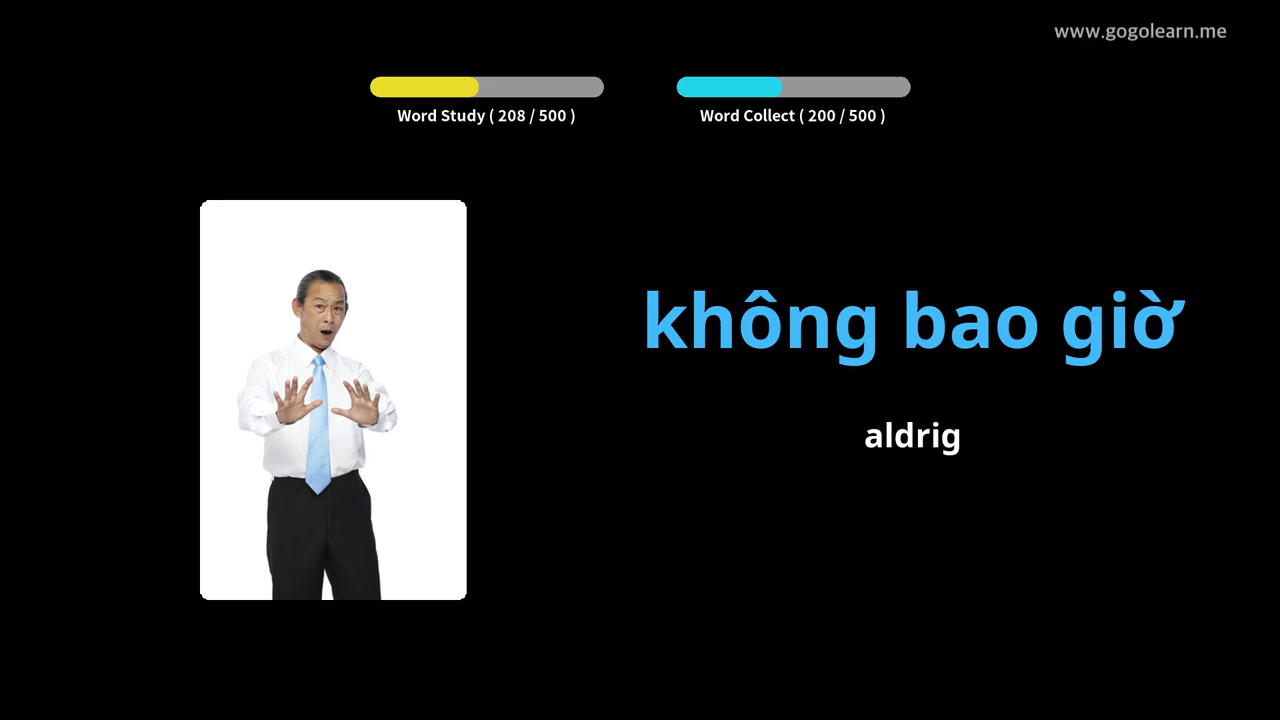 www.gogolearn.me
Word Study ( 208 / 500 )
Word Collect ( 200 / 500 )
không bao giờ
aldrig